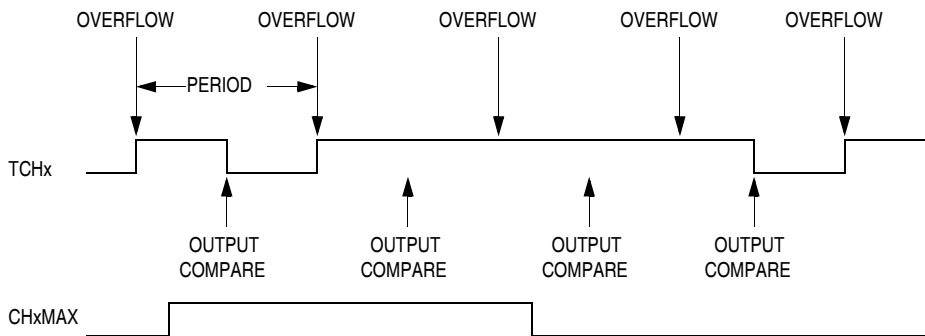 OVERFLOW OVERFLOW OVERFLOW OVERFLOW OVERFLOW
PERIOD
TCHx
OUTPUT COMPARE
OUTPUT COMPARE
OUTPUT COMPARE
OUTPUT COMPARE
CHxMAX